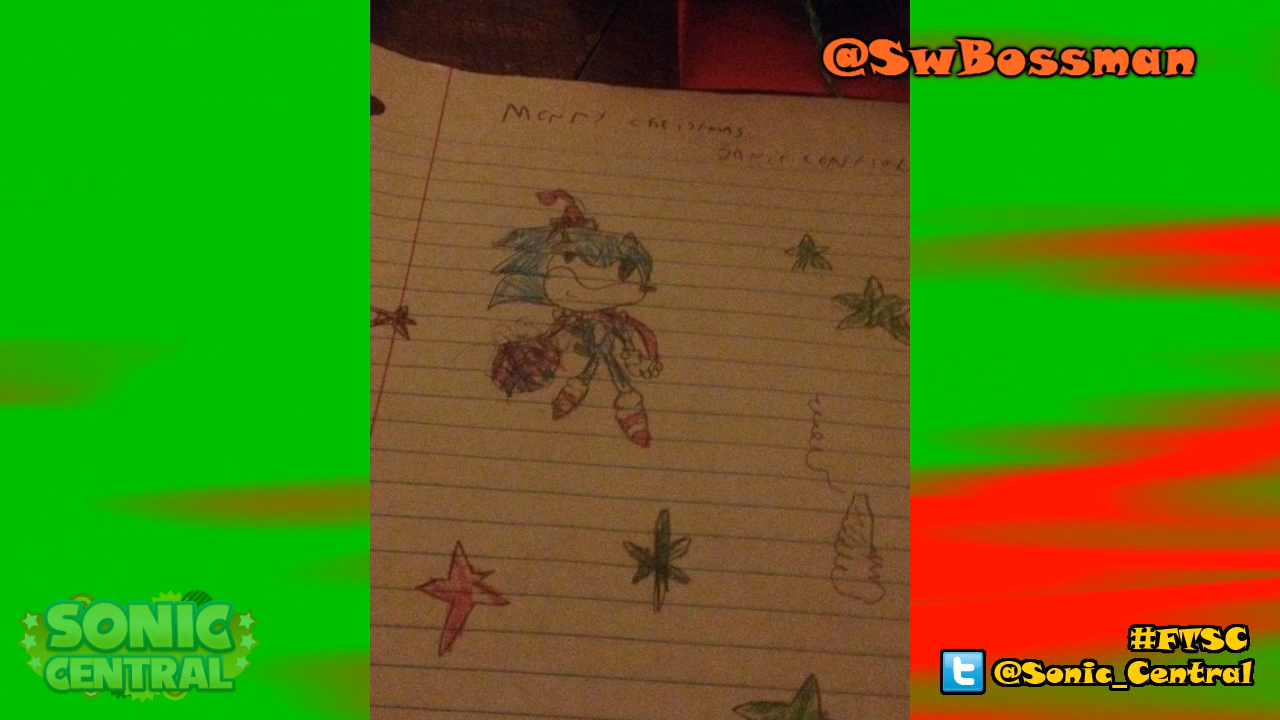 @SwBossman
Merry Christmas
Sonic Central
SONIC
CENTRAL
#FTSC
@Sonic_Central